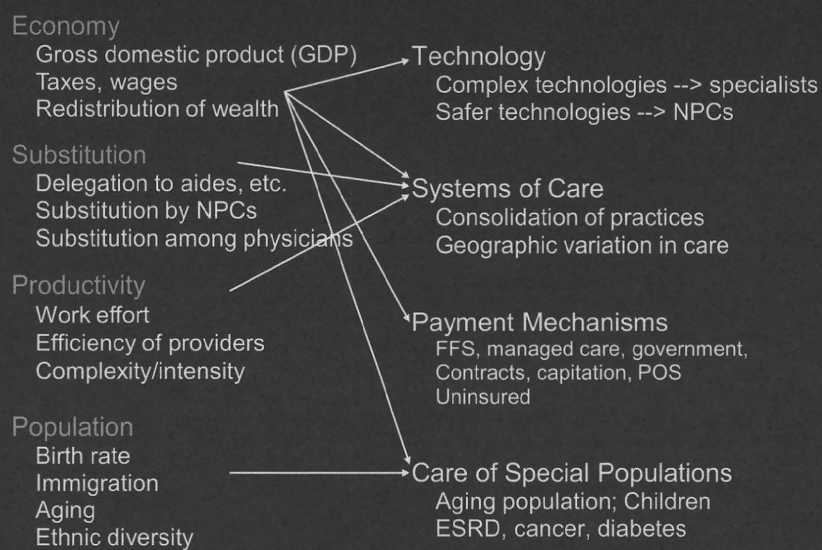 Economy
Gross domestic product (GDP)
Taxes, wages
Redistribution of wealth
Substitution
Delegation to aides, etc.
Substitution by NPCs
Substitution among physicians
Productivity
Work effort
Efficiency of providers
Complexity/intensity
Population
Birth rate
Immigration
Aging
Ethnic diversity
Technology
Complex technologies --> specialists
Safer technologies --> NPCs
Systems of Care
Consolidation of practices
Geographic variation in care
Payment Mechanisms
FFS, managed care, government,
Contracts, capitation, POS
Uninsured
Care of Special Populations
Aging population; Children
ESRD, cancer, diabetes